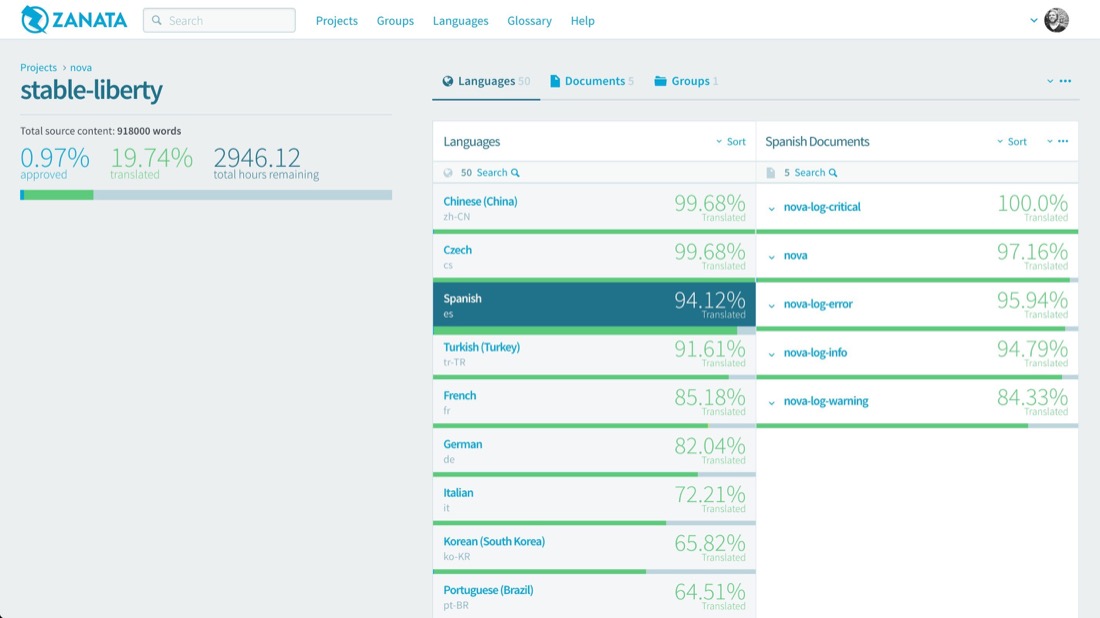 ZANATA
Search
Projects Groups Languages Glossary Help
Projects › nova
stable-liberty
Total source content: 918000 words
0.97% 19.74% 2946.12
approved translated total hours remaining
Languages 50 Documents 5 Groups 1
Languages Sort
50 Search
Chinese (China) 99.68%
zh-CN Translated
Czech 99.68%
cs Translated
Spanish 94.12%
es Translated
Turkish (Turkey) 91.61%
tr-TR Translated
French 85.18%
fr Translated
German 82.04%
de Translated
Italian 72.21%
it Translated
Korean (South Korea) 65.82%
ko-KR Translated
Portuguese (Brazil) 64.51%
pt-BR Translated
Spanish Documents Sort
5 Search
nova-log-critical 100.0%
Translated
nova 97.16%
Translated
nova-log-error 95.94%
Translated
nova-log-info 94.79%
Translated
nova-log-warning 84.33%
Translated